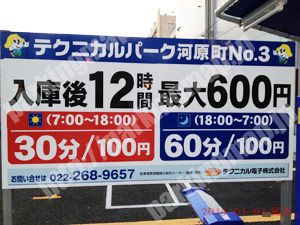 テクニカルパーク河原町No.3
入庫後12時間 最大600円
(7:00~18:00)
30分/100円
(18:00~7:00)
60分/100円
お問い合せは 022-268-9657
テクニカル電子株式会社